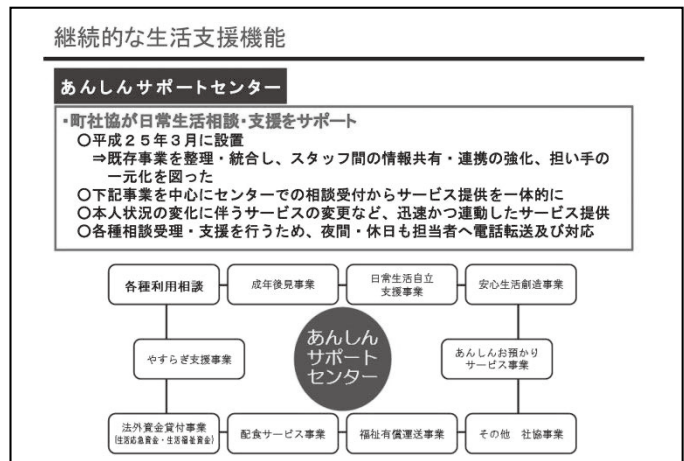 継続的な生活支援機能
あんしんサポートセンター
・町社協が日常生活相談・支援をサポート
○平成２５年３月に設置
⇒既存事業を整理・統合し、スタッフ間の情報共有・連携の強化、担い手の
一元化を図った
○下記事業を中心にセンターでの相談受付からサービス提供を一体的に
○本人状況の変化に伴うサービスの変更など、迅速かつ連動したサービス提供
○各種相談受理・支援を行うため、夜間・休日も担当者へ電話転送及び対応
各種利用相談
成年後見事業
日常生活自立
支援事業
安心生活創造事業
やすらぎ支援事業
あんしん
サポート
センター
あんしんお預かり
サービス事業
法外資金貸付事業
(生活応急資金・生活福祉資金)
配食サービス事業
福祉有償運送事業
その他 社協事業